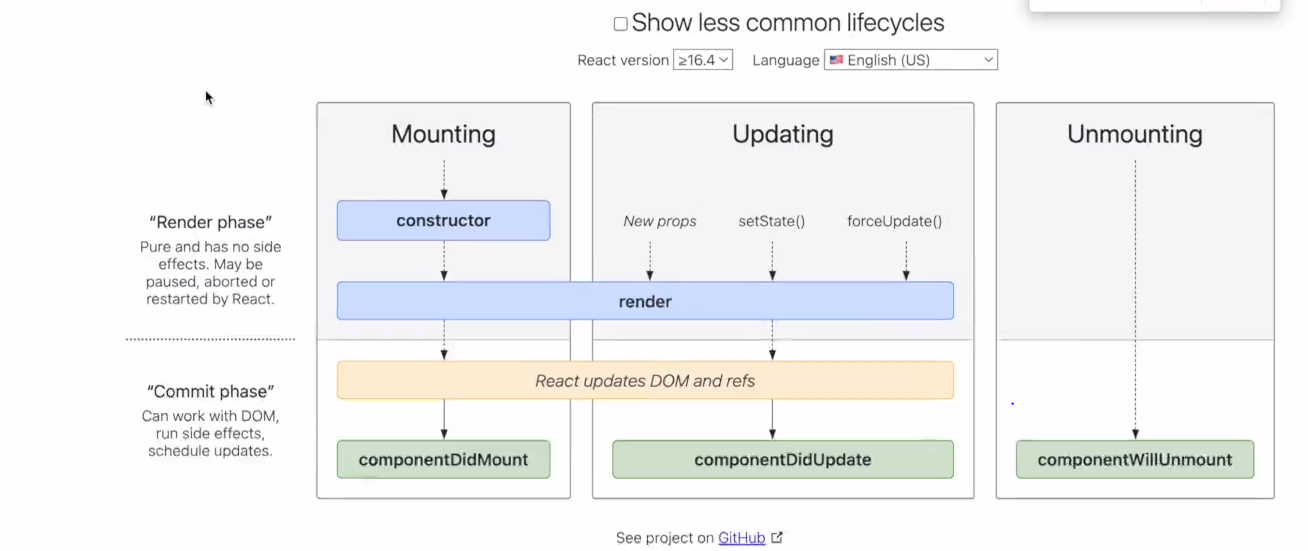 Show less common lifecycles
React version ≥16.4 Language English (US)
Mounting
Updating
Unmounting
“Render phase”
Pure and has no side
effects. May be
paused, aborted or
restarted by React.
constructor
New props
setState()
forceUpdate()
render
“Commit phase”
Can work with DOM,
run side effects,
schedule updates.
React updates DOM and refs
componentDidMount
componentDidUpdate
componentWillUnmount
See project on GitHub